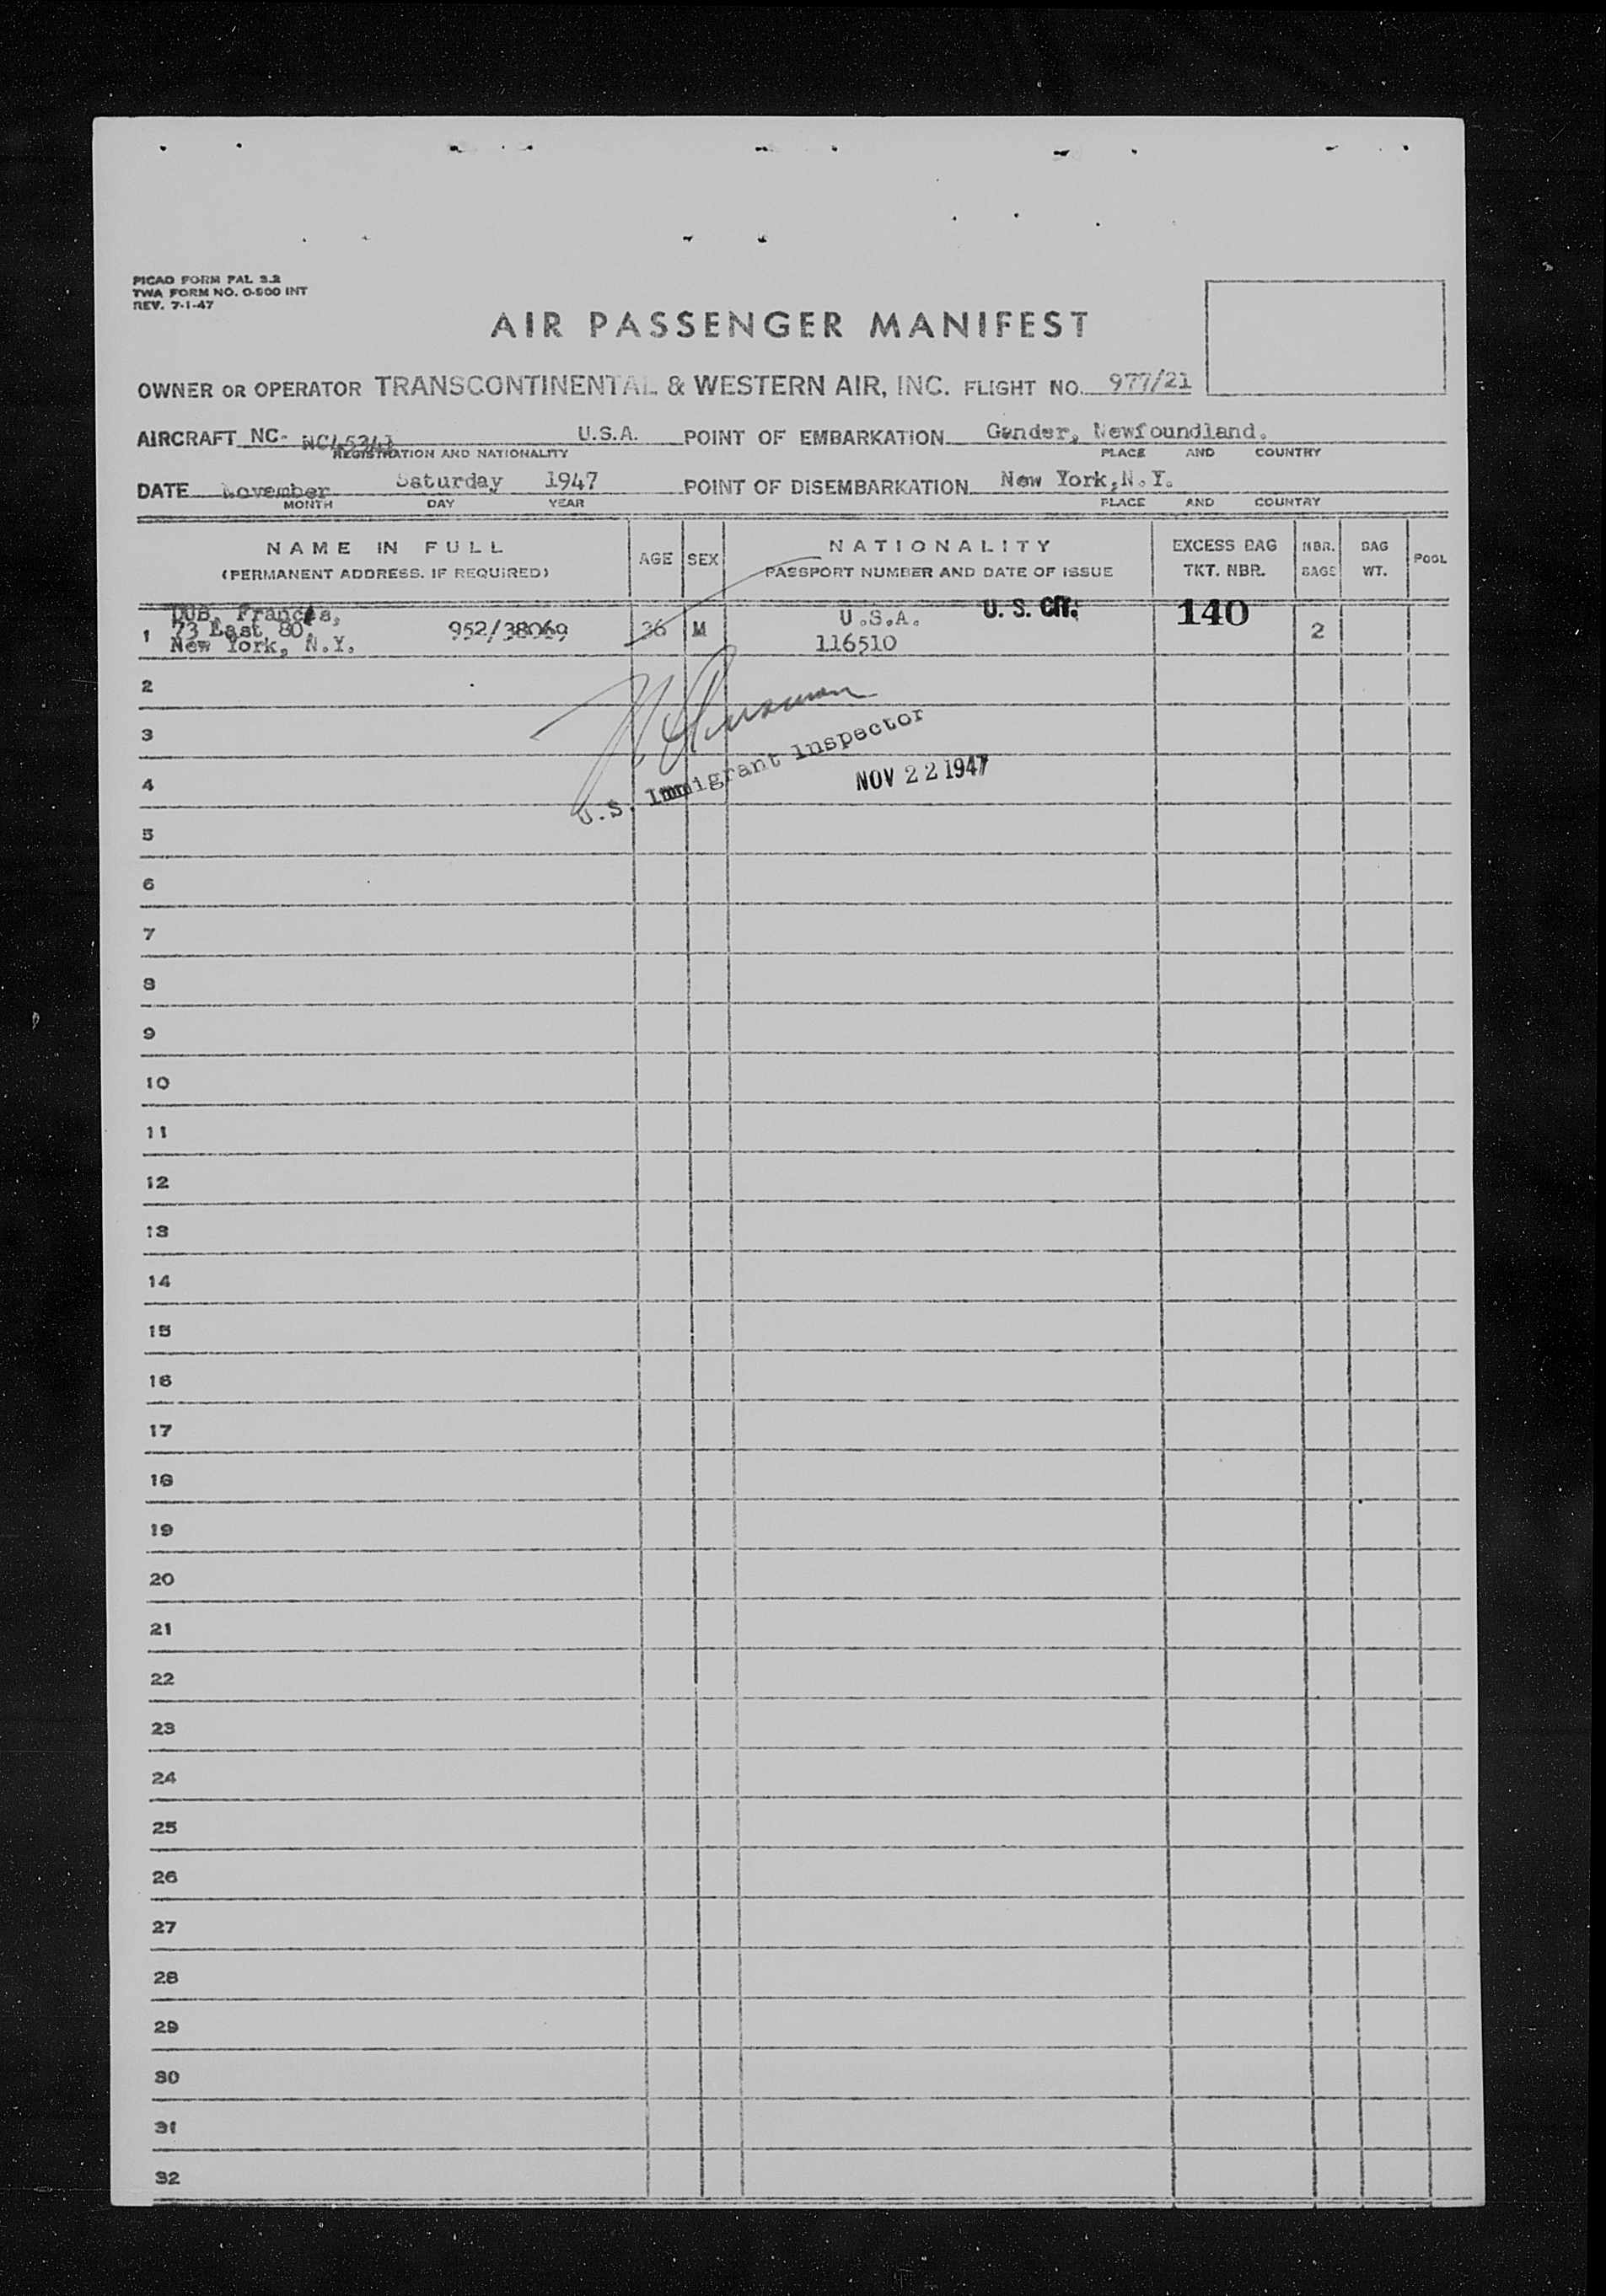 PICAO FORM PAL 3.2
TWA FORM NO. O-900 INT
REV. 7-1-47
AIR PASSENGER MANIFEST
OWNER OR OPERATOR TRANSCONTINENTAL & WESTERN AIR, INC. FLIGHT NO. 977/21
AIRCRAFT NC- U.S.A. POINT OF EMBARKATION Gander, Newfoundland.
REGISTRATION AND NATIONALITY PLACE AND COUNTRY
DATE November Saturday 1947 POINT OF DISEMBARKATION New York,N.Y.
MONTH DAY YEAR PLACE AND COUNTRY
NAME IN FULL AGE SEX NATIONALITY EXCESS BAG NBR. BAG POOL
(PERMANENT ADDRESS, IF REQUIRED) PASSPORT NUMBER AND DATE OF ISSUE TKT. NBR. BAGS WT.
DUB, Francis, U.S.A. U. S. CIT. 140
1 73 East 80, 952/38069 36 M 2
New York, N.Y. 116510
2
3
U.S. Immigrant Inspector
4 NOV 22 1947
5
6
7
8
9
10
11
12
13
14
15
16
17
18
19
20
21
22
23
24
25
26
27
28
29
30
31
32